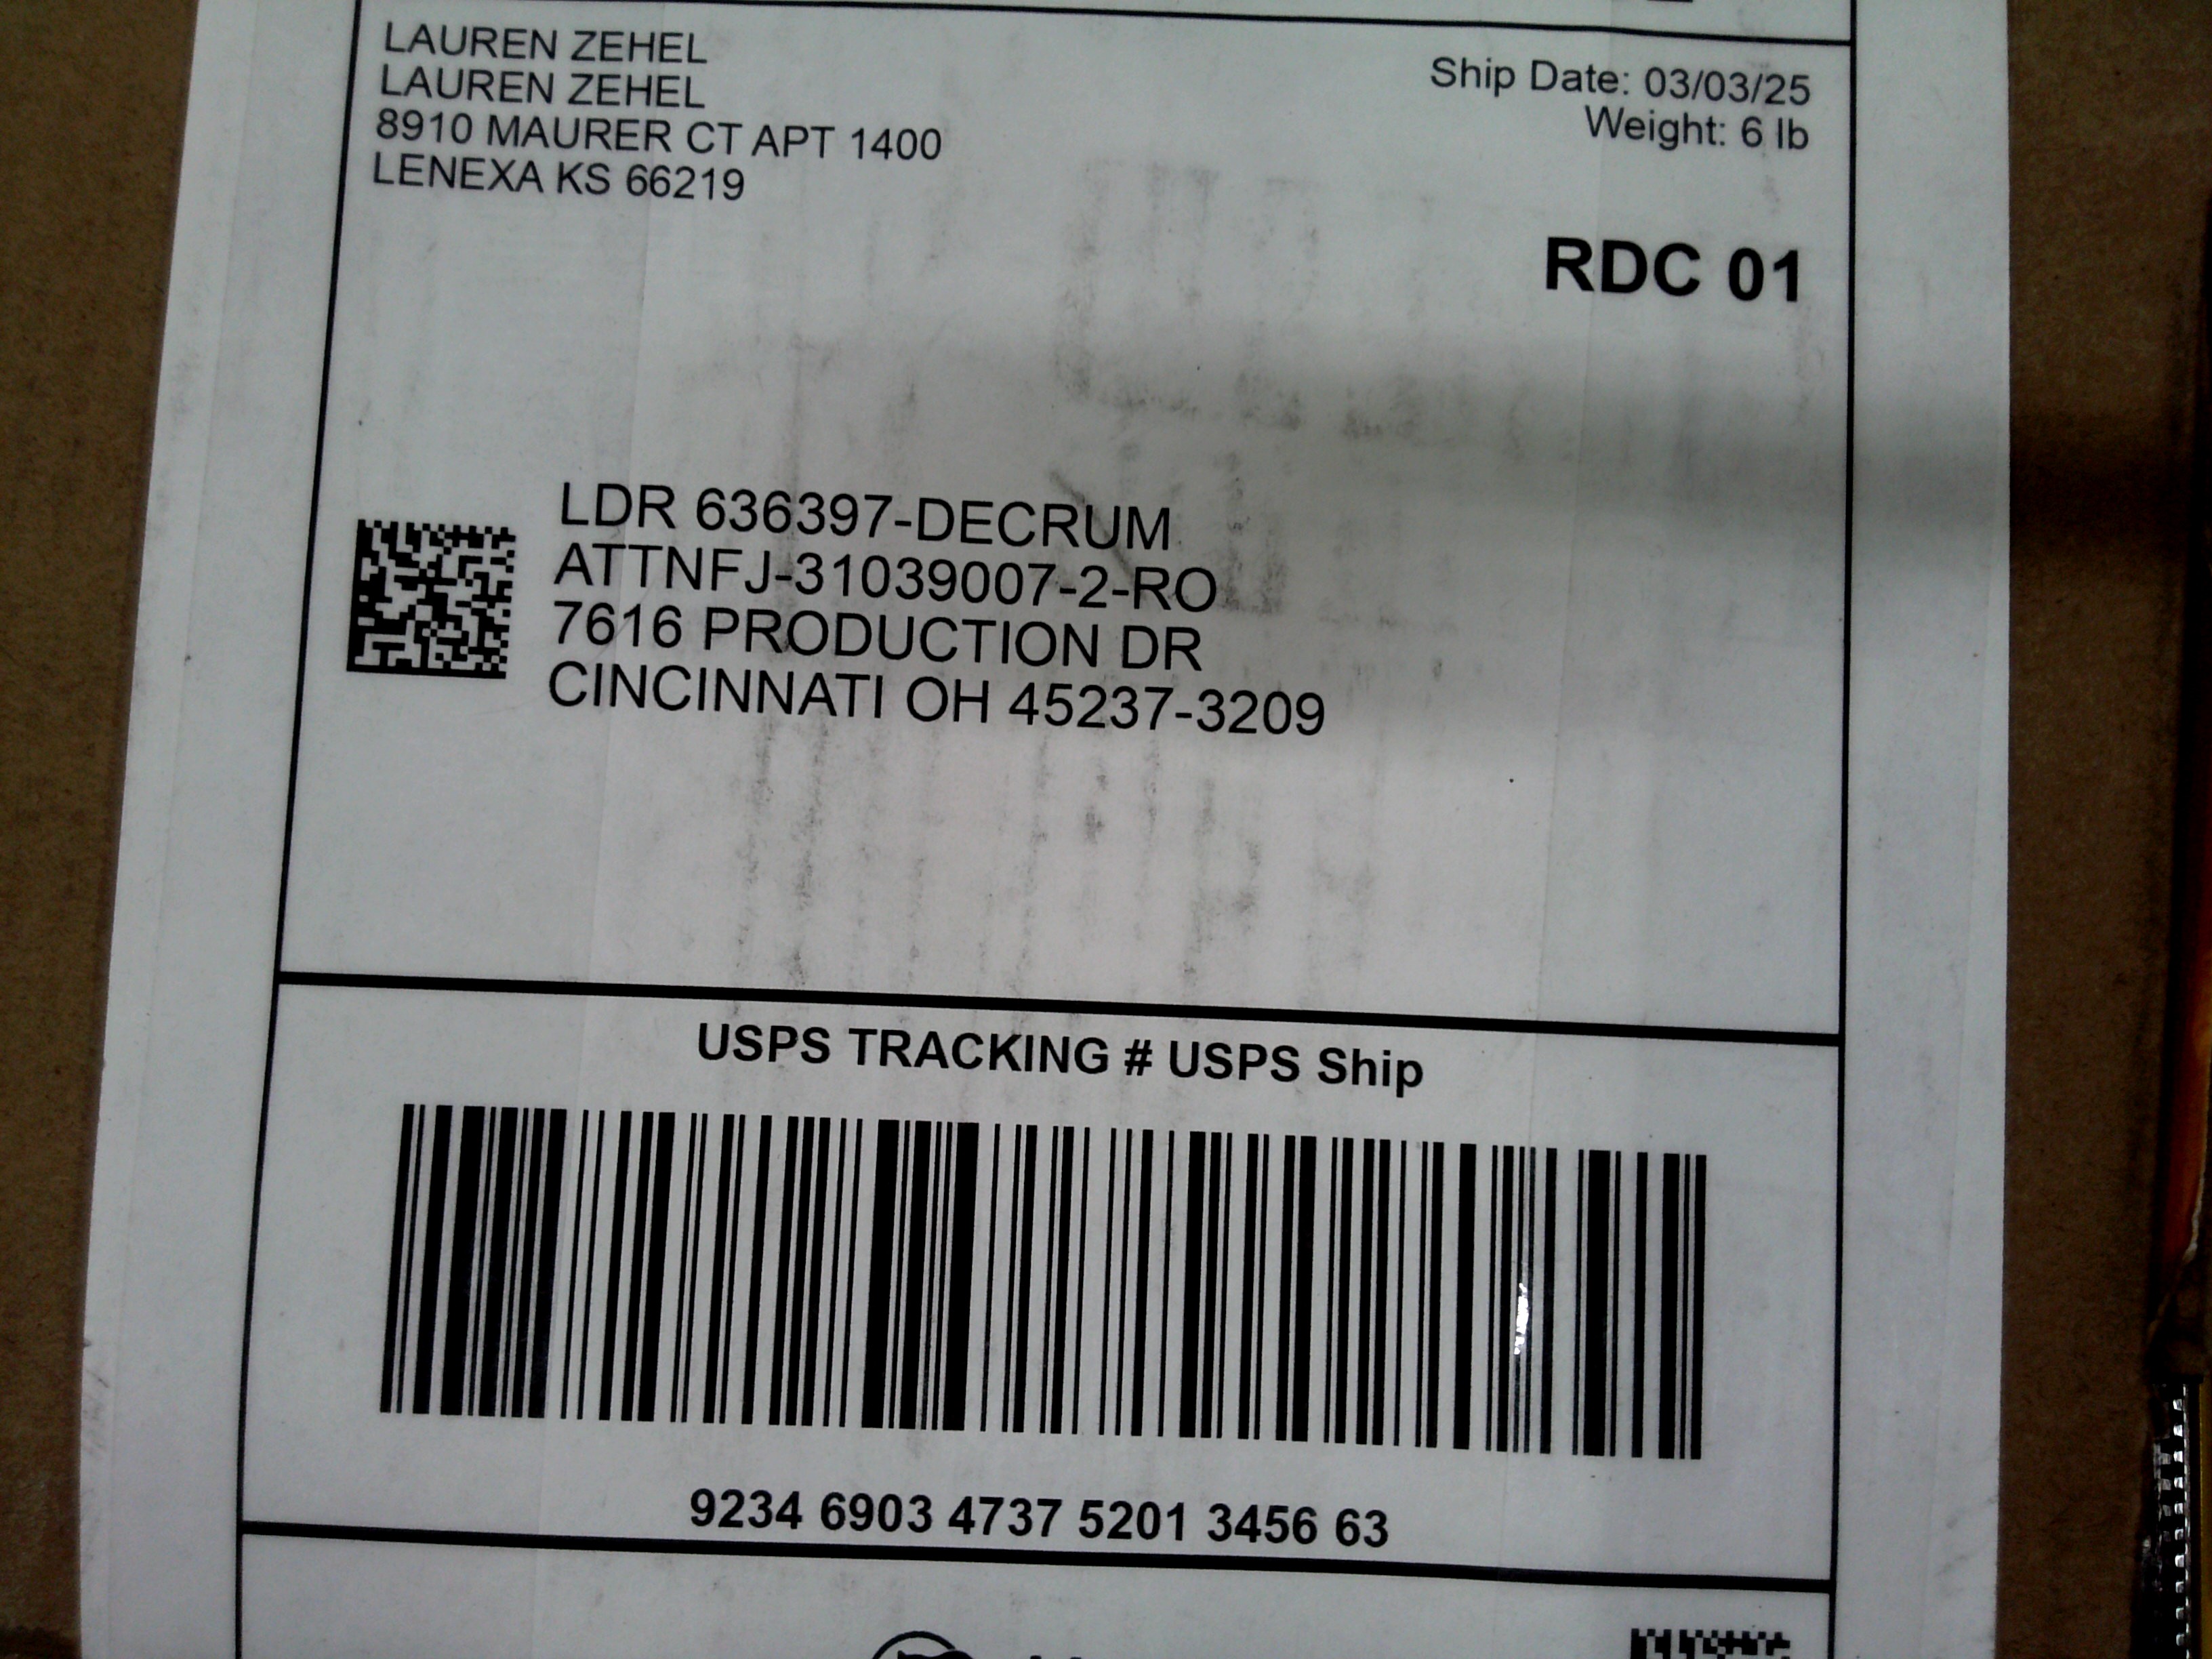 LAUREN ZEHEL
LAUREN ZEHEL
8910 MAURER CT APT 1400
LENEXA KS 66219
Ship Date: 03/03/25
Weight: 6 lb
RDC 01
LDR 636397-DECRUM
ATTNFJ-31039007-2-RO
7616 PRODUCTION DR
CINCINNATI OH 45237-3209
USPS TRACKING # USPS Ship
9234 6903 4737 5201 3456 63